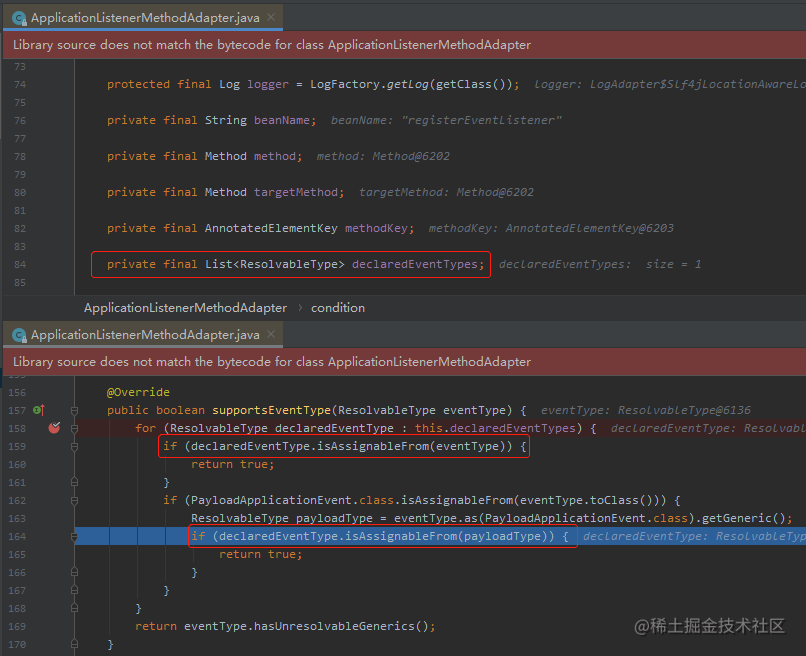 ApplicationListenerMethodAdapter.java
Library source does not match the bytecode for class ApplicationListenerMethodAdapter
73
74 protected final Log logger = LogFactory.getLog(getClass()); logger: LogAdapter$Slf4jLocationAwareLo
75
76 private final String beanName; beanName: "registerEventListener"
77
78 private final Method method; method: Method@6202
79
80 private final Method targetMethod; targetMethod: Method@6202
81
82 private final AnnotatedElementKey methodKey; methodKey: AnnotatedElementKey@6203
83
84 private final List<ResolvableType> declaredEventTypes; declaredEventTypes: size = 1
85
ApplicationListenerMethodAdapter › condition
ApplicationListenerMethodAdapter.java
Library source does not match the bytecode for class ApplicationListenerMethodAdapter
156 @Override
157 public boolean supportsEventType(ResolvableType eventType) { eventType: ResolvableType@6136
158 for (ResolvableType declaredEventType : this.declaredEventTypes) { declaredEventType: Resolvabl
159 if (declaredEventType.isAssignableFrom(eventType)) {
160 return true;
161 }
162 if (PayloadApplicationEvent.class.isAssignableFrom(eventType.toClass())) {
163 ResolvableType payloadType = eventType.as(PayloadApplicationEvent.class).getGeneric();
164 if (declaredEventType.isAssignableFrom(payloadType)) { declaredEventType: ResolvableTyp
165 return true;
166 }
167 }
168 }
169 return eventType.hasUnresolvableGenerics();
170 }
@稀土掘金技术社区